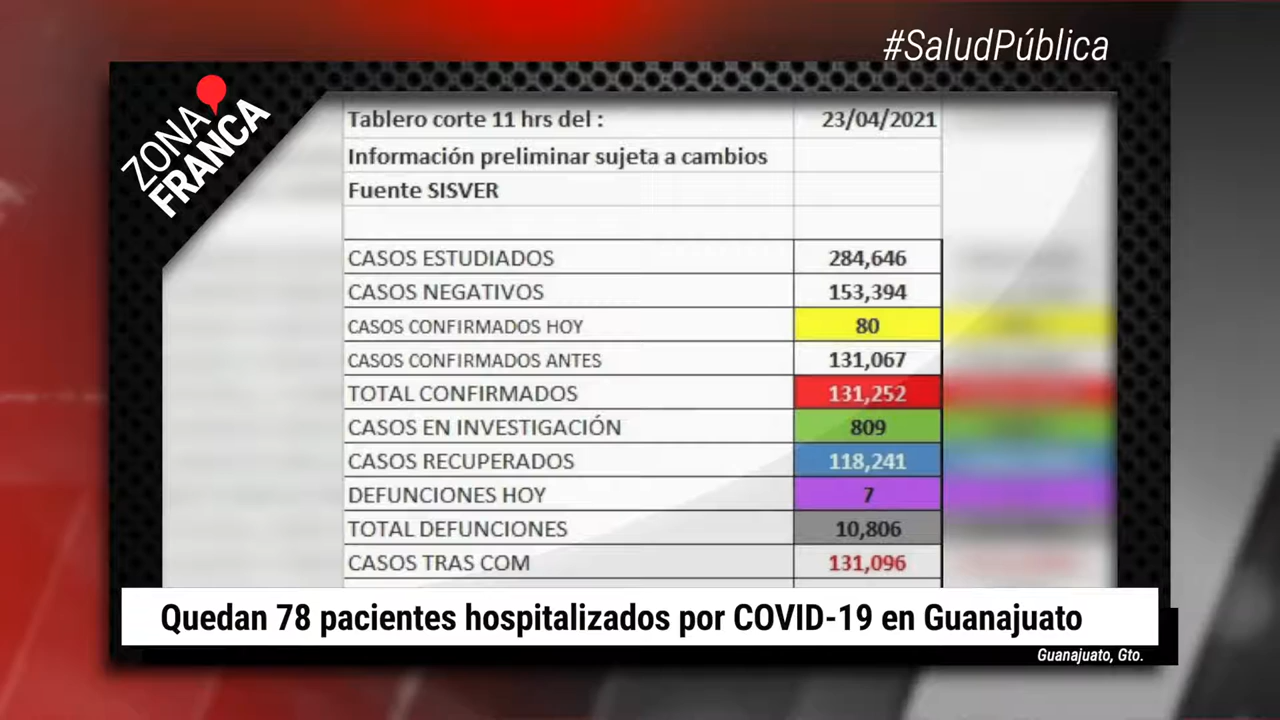 #SaludPública
ZONA
FRANCA
Tablero corte 11 hrs del : 23/04/2021
Información preliminar sujeta a cambios
Fuente SISVER
CASOS ESTUDIADOS 284,646
CASOS NEGATIVOS 153,394
CASOS CONFIRMADOS HOY 80
CASOS CONFIRMADOS ANTES 131,067
TOTAL CONFIRMADOS 131,252
CASOS EN INVESTIGACIÓN 809
CASOS RECUPERADOS 118,241
DEFUNCIONES HOY 7
TOTAL DEFUNCIONES 10,806
CASOS TRAS COM 131,096
Quedan 78 pacientes hospitalizados por COVID-19 en Guanajuato
Guanajuato, Gto.